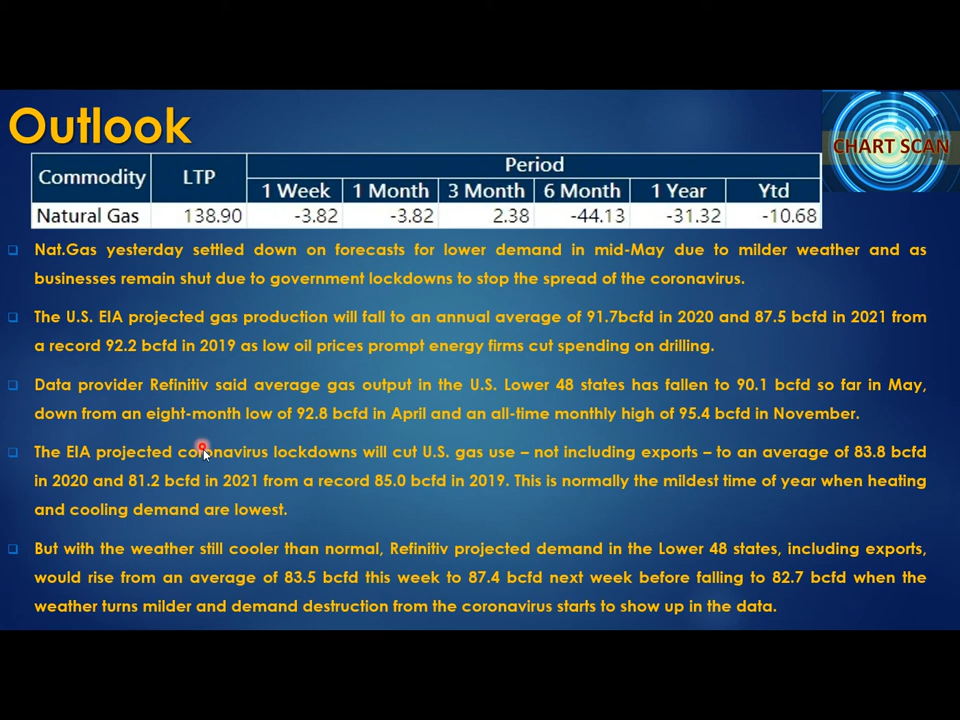 Outlook
CHART SCAN
Commodity LTP Period
1 Week 1 Month 3 Month 6 Month 1 Year Ytd
Natural Gas 138.90 -3.82 -3.82 2.38 -44.13 -31.32 -10.68
Nat.Gas yesterday settled down on forecasts for lower demand in mid-May due to milder weather and as
businesses remain shut due to government lockdowns to stop the spread of the coronavirus.
The U.S. EIA projected gas production will fall to an annual average of 91.7bcfd in 2020 and 87.5 bcfd in 2021 from
a record 92.2 bcfd in 2019 as low oil prices prompt energy firms cut spending on drilling.
Data provider Refinitiv said average gas output in the U.S. Lower 48 states has fallen to 90.1 bcfd so far in May,
down from an eight-month low of 92.8 bcfd in April and an all-time monthly high of 95.4 bcfd in November.
The EIA projected coronavirus lockdowns will cut U.S. gas use – not including exports – to an average of 83.8 bcfd
in 2020 and 81.2 bcfd in 2021 from a record 85.0 bcfd in 2019. This is normally the mildest time of year when heating
and cooling demand are lowest.
But with the weather still cooler than normal, Refinitiv projected demand in the Lower 48 states, including exports,
would rise from an average of 83.5 bcfd this week to 87.4 bcfd next week before falling to 82.7 bcfd when the
weather turns milder and demand destruction from the coronavirus starts to show up in the data.